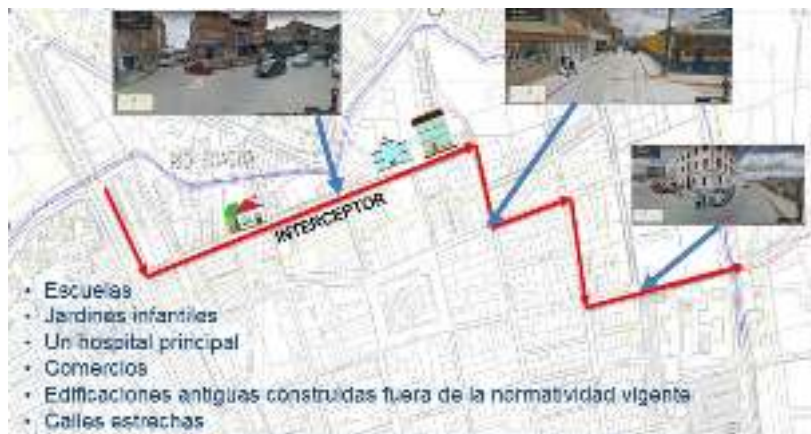 INTERCEPTOR
• Escuelas
• Jardines infantiles
• Un hospital principal
• Comercios
• Edificaciones antiguas construidas fuera de la normatividad vigente
• Calles estrechas